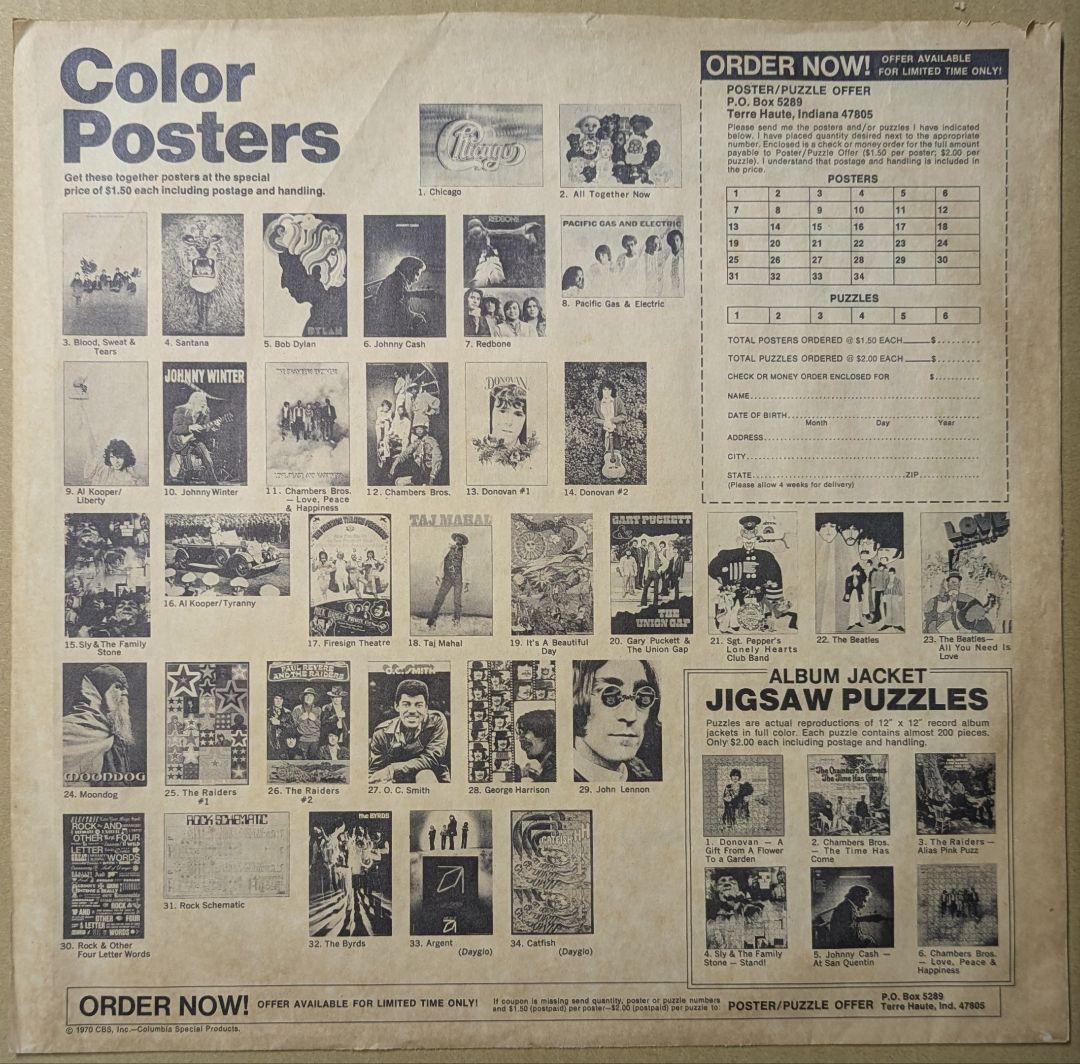 Color
Posters
Get these together posters at the special
price of $1.50 each including postage and handling.
Chicago
1. Chicago
2. All Together Now
ORDER NOW! OFFER AVAILABLE
FOR LIMITED TIME ONLY!
POSTER/PUZZLE OFFER
P.O. Box 5289
Terre Haute, Indiana 47805
Please send me the posters and/or puzzles I have indicated
below. I have placed quantity desired next to the appropriate
number. Enclosed is a check or money order for the full amount
payable to Poster/Puzzle Offer ($1.50 per poster; $2.00 per
puzzle). I understand that postage and handling is included in
the price.
POSTERS
1 2 3 4 5 6
7 8 9 10 11 12
13 14 15 16 17 18
19 20 21 22 23 24
25 26 27 28 29 30
31 32 33 34
PUZZLES
1 2 3 4 5 6
TOTAL POSTERS ORDERED @ $1.50 EACH____$..........
TOTAL PUZZLES ORDERED @ $2.00 EACH____$..........
CHECK OR MONEY ORDER ENCLOSED FOR $...........
NAME..........
DATE OF BIRTH..........
Month Day Year
ADDRESS..........
CITY..........
STATE..........ZIP..........
(Please allow 4 weeks for delivery)
DYLAN
REDBONE
PACIFIC GAS AND ELECTRIC
3. Blood, Sweat &
Tears
4. Santana
5. Bob Dylan
6. Johnny Cash
7. Redbone
8. Pacific Gas & Electric
JOHNNY WINTER
DONOVAN
9. Al Kooper/
Liberty
10. Johnny Winter
11. Chambers Bros.
— Love, Peace
& Happiness
12. Chambers Bros.
13. Donovan #1
14. Donovan #2
TAJ MAHAL
GARY PUCKETT
&
THE
UNION GAP
LOVE
15. Sly & The Family
Stone
16. Al Kooper/Tyranny
17. Firesign Theatre
18. Taj Mahal
19. It's A Beautiful
Day
20. Gary Puckett &
The Union Gap
21. Sgt. Pepper's
Lonely Hearts
Club Band
22. The Beatles
23. The Beatles—
All You Need Is
Love
MOONDOG
PAUL REVERE
AND THE RAIDERS
O.C. SMITH
24. Moondog
25. The Raiders
#1
26. The Raiders
#2
27. O. C. Smith
28. George Harrison
29. John Lennon
ALBUM JACKET
JIGSAW PUZZLES
Puzzles are actual reproductions of 12" x 12" record album
jackets in full color. Each puzzle contains almost 200 pieces.
Only $2.00 each including postage and handling.
The Chambers Brothers
The Time Has Come
1. Donovan — A
Gift From A Flower
To a Garden
2. Chambers Bros.
— The Time Has
Come
3. The Raiders —
Alias Pink Puzz
4. Sly & The Family
Stone — Stand!
5. Johnny Cash —
At San Quentin
6. Chambers Bros.
— Love, Peace &
Happiness
ROCK AND
OTHER FOUR
LETTER
WORDS
ROCK SCHEMATIC
the BYRDS
CATFISH
30. Rock & Other
Four Letter Words
31. Rock Schematic
32. The Byrds
33. Argent
(Dayglo)
34. Catfish
(Dayglo)
ORDER NOW! OFFER AVAILABLE FOR LIMITED TIME ONLY! If coupon is missing send quantity, poster or puzzle numbers
and $1.50 (postpaid) per poster—$2.00 (postpaid) per puzzle to: POSTER/PUZZLE OFFER P.O. Box 5289
Terre Haute, Ind. 47805
© 1970 CBS, Inc.—Columbia Special Products.